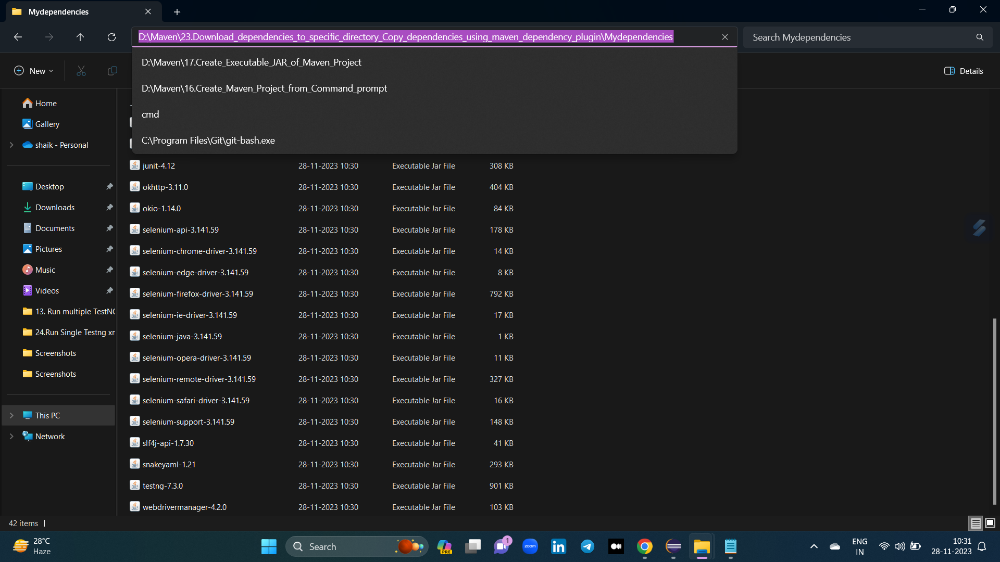 Mydependencies
D:\Maven\23.Download_dependencies_to_specific_directory_Copy_dependencies_using_maven_dependency_plugin\Mydependencies
Search Mydependencies
D:\Maven\17.Create_Executable_JAR_of_Maven_Project
New
Details
D:\Maven\16.Create_Maven_Project_from_Command_prompt
cmd
C:\Program Files\Git\git-bash.exe
Home
Gallery
shaik - Personal
Desktop
Downloads
Documents
Pictures
Music
Videos
13. Run multiple TestNG
24.Run Single Testng
Screenshots
Screenshots
This PC
Network
junit-4.12 28-11-2023 10:30 Executable Jar File 308 KB
okhttp-3.11.0 28-11-2023 10:30 Executable Jar File 404 KB
okio-1.14.0 28-11-2023 10:30 Executable Jar File 84 KB
selenium-api-3.141.59 28-11-2023 10:30 Executable Jar File 178 KB
selenium-chrome-driver-3.141.59 28-11-2023 10:30 Executable Jar File 14 KB
selenium-edge-driver-3.141.59 28-11-2023 10:30 Executable Jar File 8 KB
selenium-firefox-driver-3.141.59 28-11-2023 10:30 Executable Jar File 792 KB
selenium-ie-driver-3.141.59 28-11-2023 10:30 Executable Jar File 17 KB
selenium-java-3.141.59 28-11-2023 10:30 Executable Jar File 1 KB
selenium-opera-driver-3.141.59 28-11-2023 10:30 Executable Jar File 11 KB
selenium-remote-driver-3.141.59 28-11-2023 10:30 Executable Jar File 327 KB
selenium-safari-driver-3.141.59 28-11-2023 10:30 Executable Jar File 16 KB
selenium-support-3.141.59 28-11-2023 10:30 Executable Jar File 148 KB
slf4j-api-1.7.30 28-11-2023 10:30 Executable Jar File 41 KB
snakeyaml-1.21 28-11-2023 10:30 Executable Jar File 293 KB
testng-7.3.0 28-11-2023 10:30 Executable Jar File 901 KB
webdrivermanager-4.2.0 28-11-2023 10:30 Executable Jar File 103 KB
42 items
28°C
Haze
Search
PRE
1
zoom
in
ENG
IN
10:31
28-11-2023